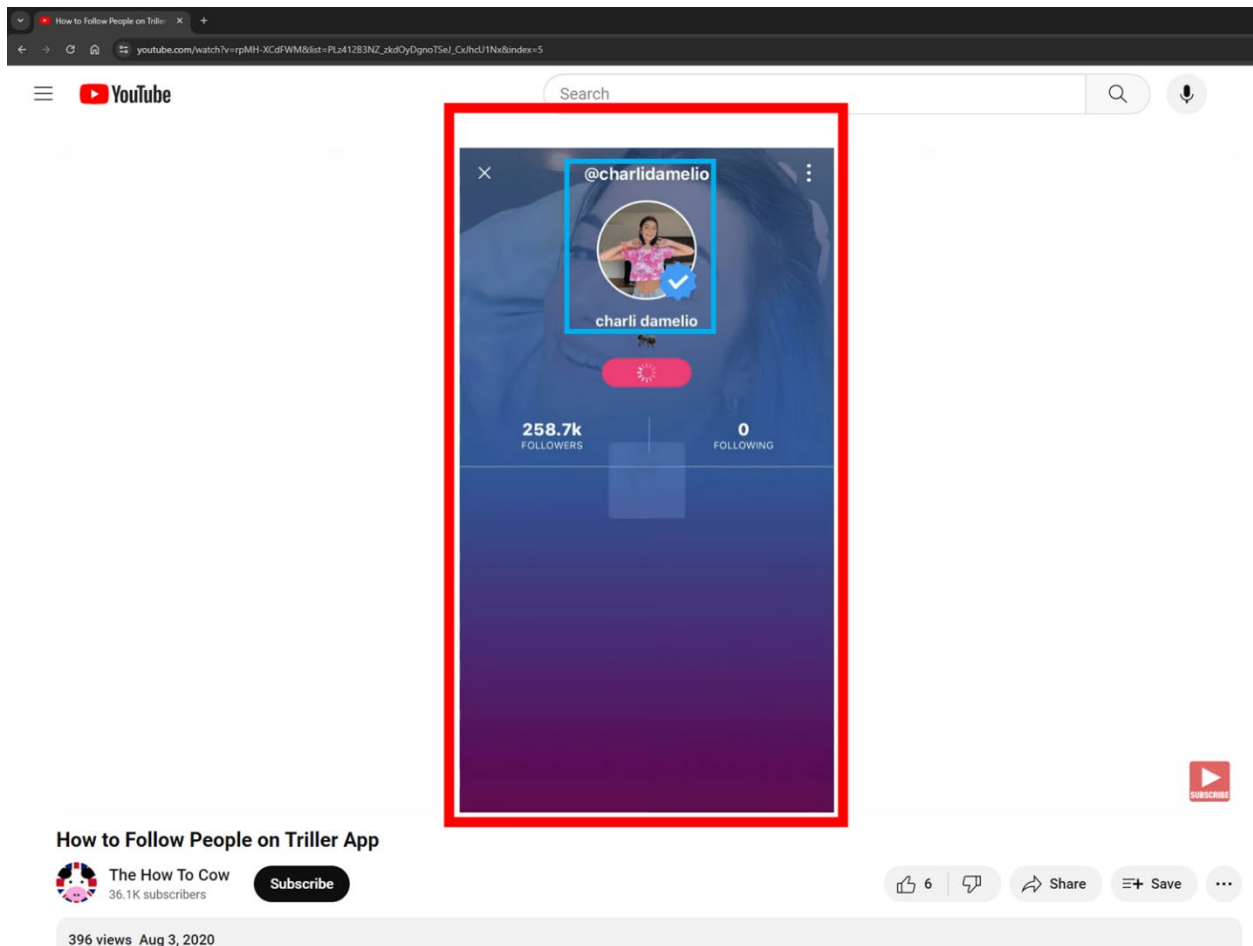 How to Follow People on Triller
youtube.com/watch?v=rpMH-XCdFWM&list=PLz41283NZ_zkdOyDgnoTSeJ_CxJhcU1Nx&index=5
YouTube
Search
@charlidamelio
charli damelio
258.7k 0
FOLLOWERS FOLLOWING
SUBSCRIBE
How to Follow People on Triller App
The How To Cow
36.1K subscribers
Subscribe
6
Share
Save
396 views Aug 3, 2020